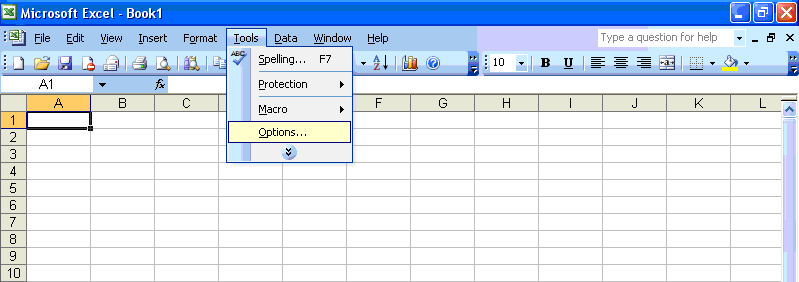 Microsoft Excel - Book1
File Edit View Insert Format Tools Data Window Help Type a question for help
ABC Spelling... F7
10 B U
A1 fx
Protection
Macro
Options...
A B C F G H I J K L
1
2
3
4
5
6
7
8
9
10